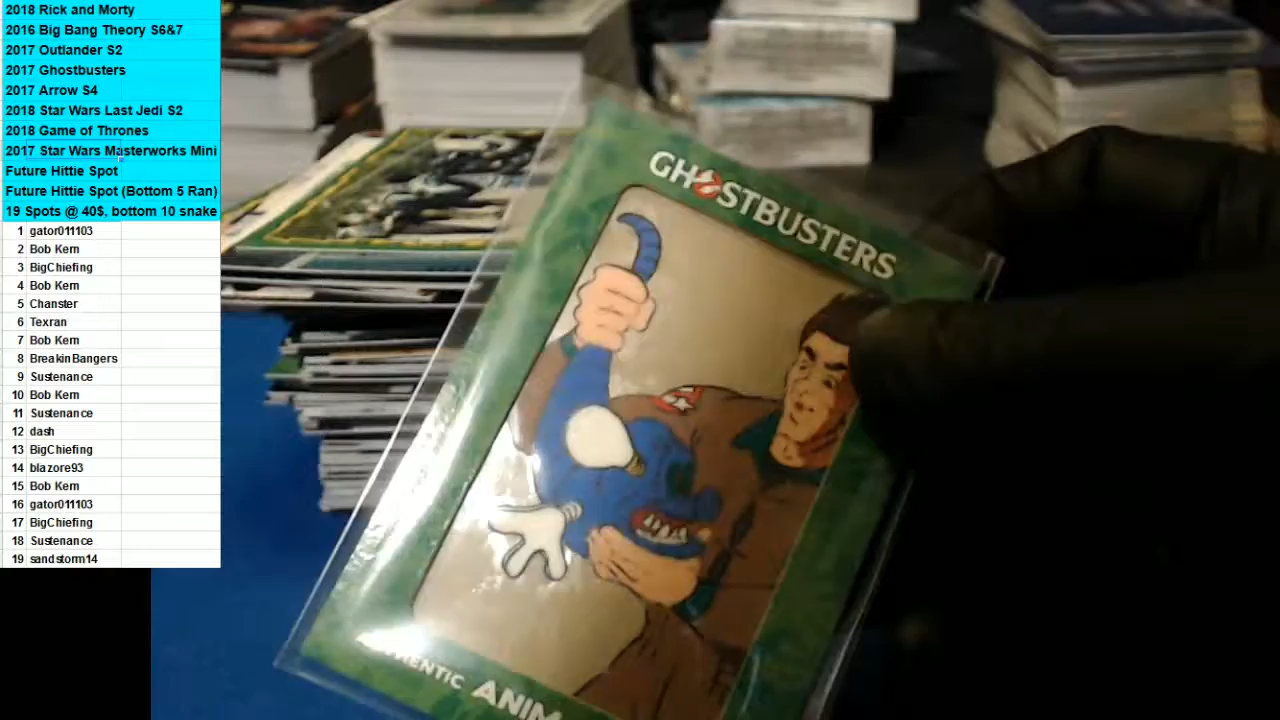 2018 Rick and Morty
2016 Big Bang Theory S6&7
2017 Outlander S2
2017 Ghostbusters
2017 Arrow S4
2018 Star Wars Last Jedi S2
2018 Game of Thrones
2017 Star Wars Masterworks Mini
Future Hittie Spot
Future Hittie Spot (Bottom 5 Ran)
19 Spots @ 40$, bottom 10 snake
1 gator011103
2 Bob Kern
3 BigChiefing
4 Bob Kern
5 Chanster
6 Texran
7 Bob Kern
8 BreakinBangers
9 Sustenance
10 Bob Kern
11 Sustenance
12 dash
13 BigChiefing
14 blazore93
15 Bob Kern
16 gator011103
17 BigChiefing
18 Sustenance
19 sandstorm14
GHOSTBUSTERS
ANIM